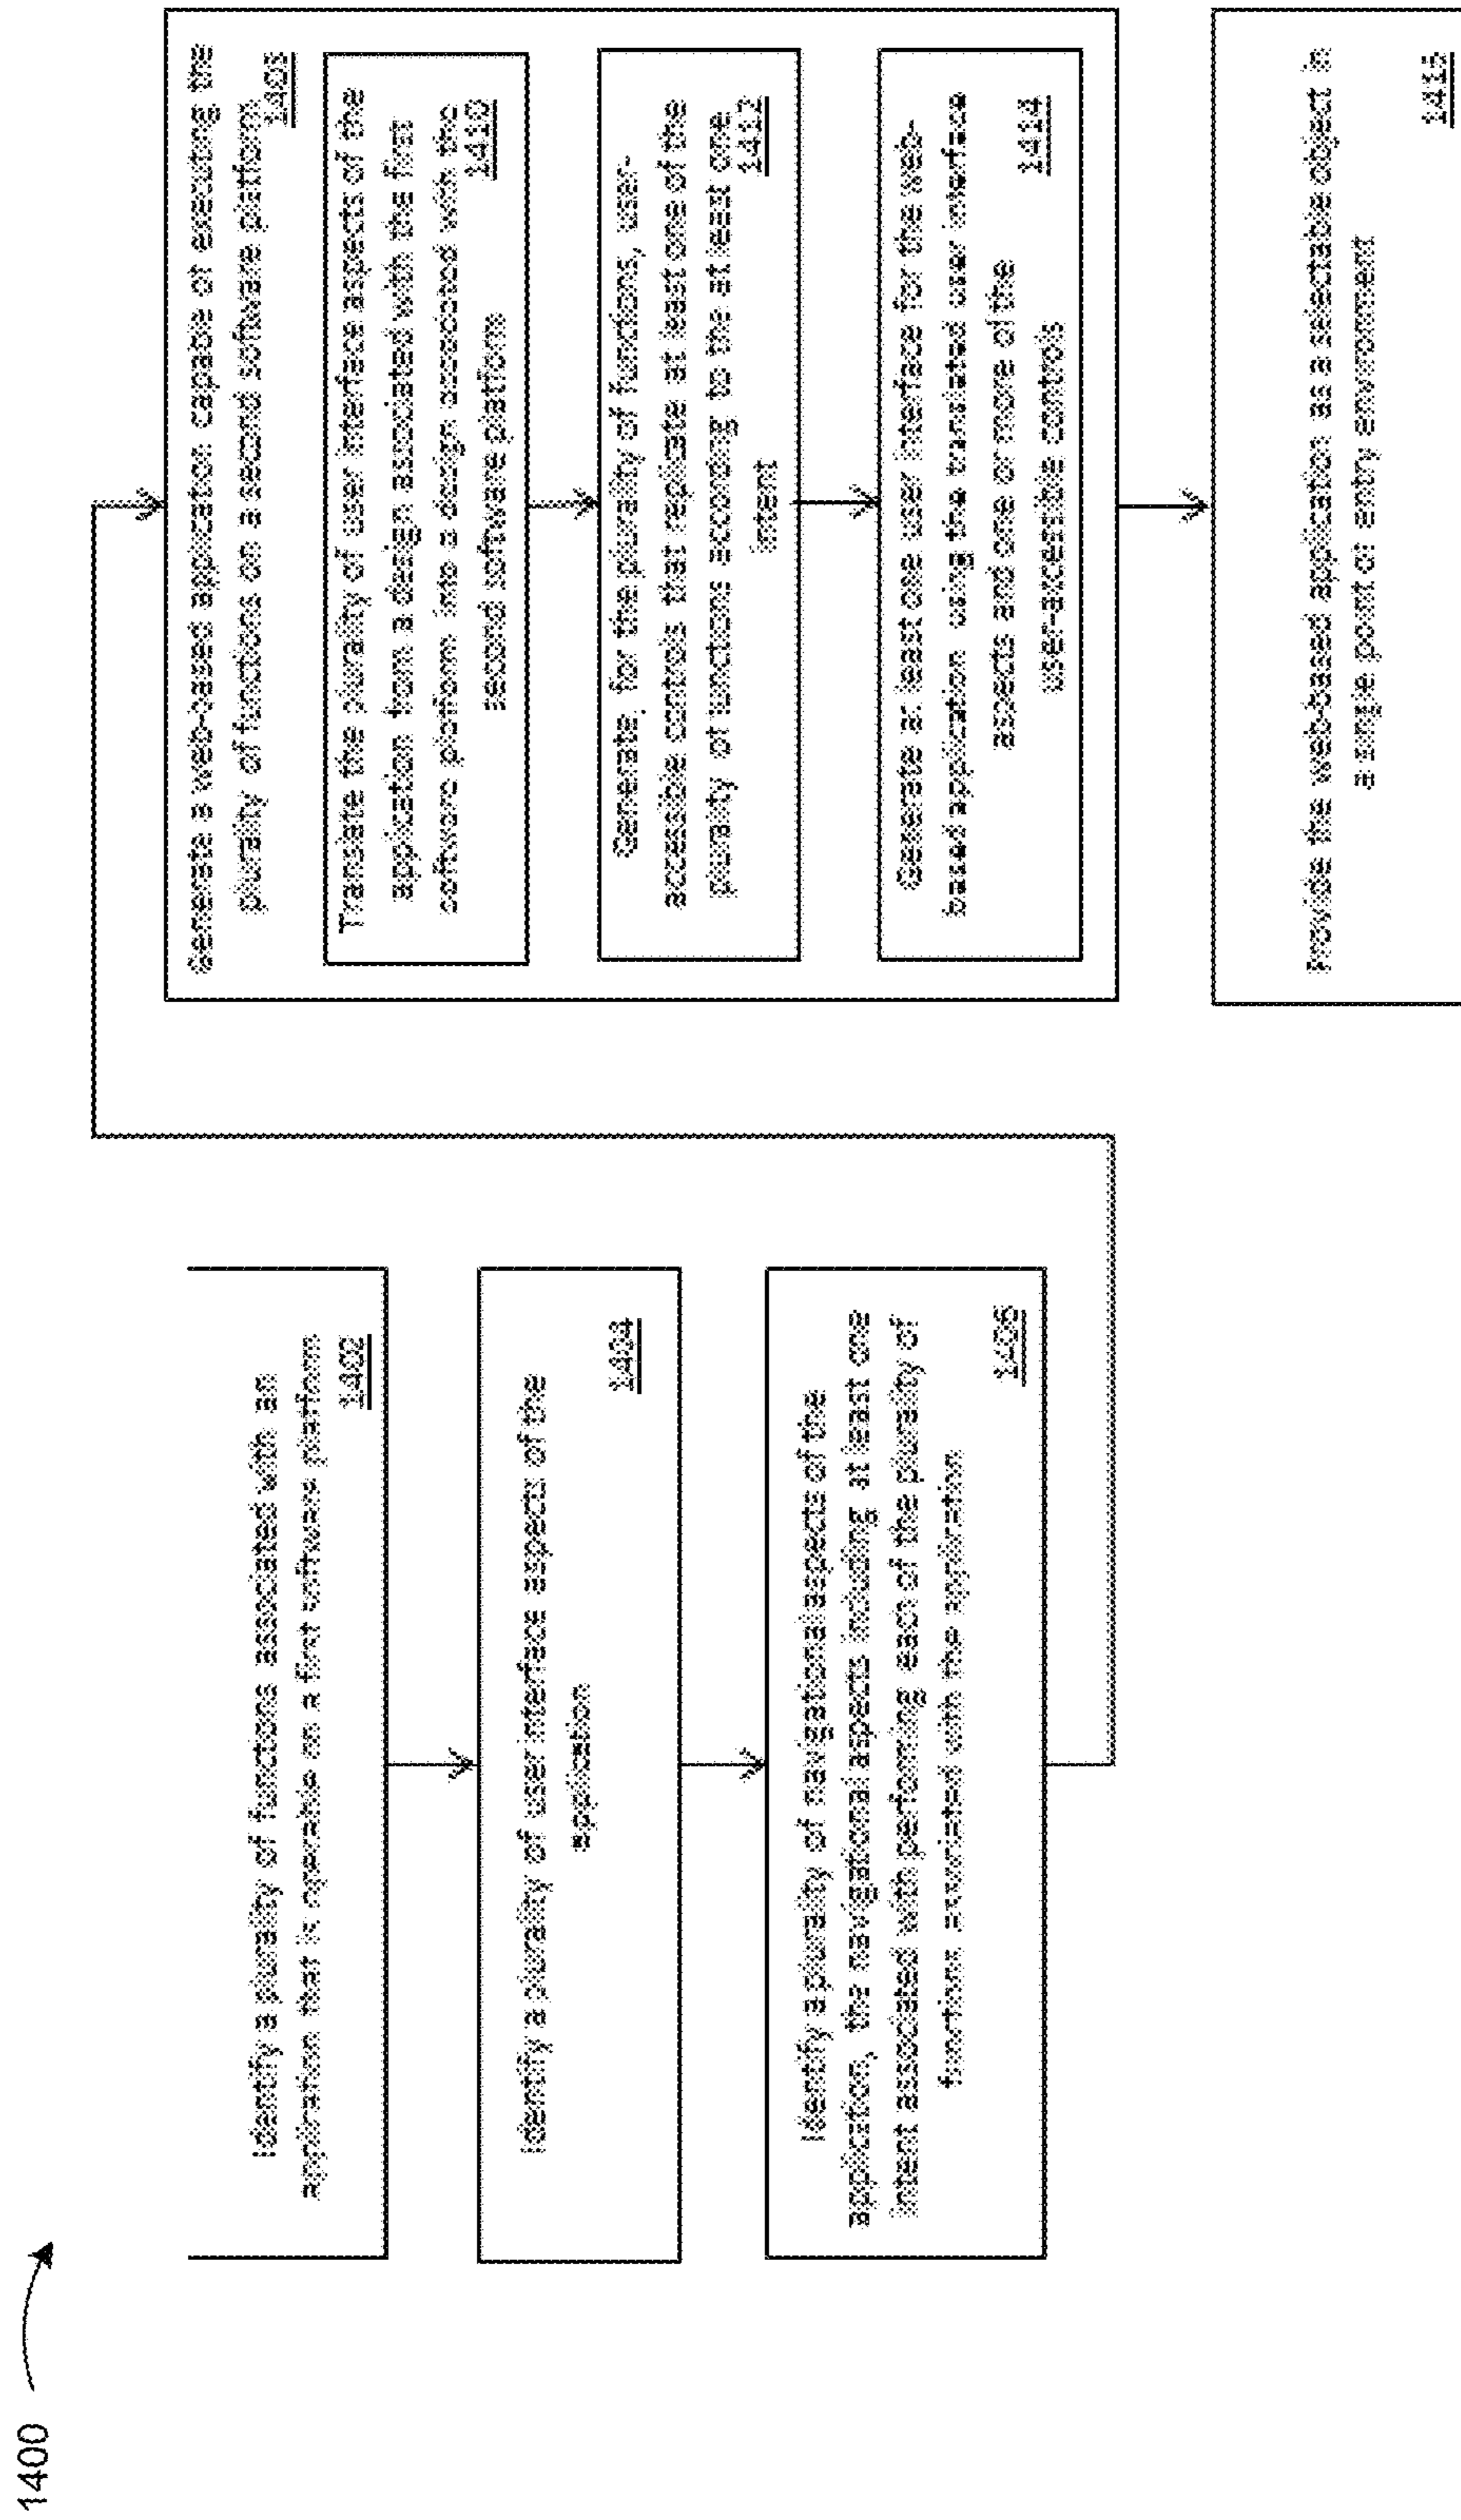 1400
Identify a plurality of functions associated with an
application that is operable on a first software platform
1402
Identify a plurality of user interface aspects of the
application
1404
Identify a plurality of navigational aspects of the
application, the navigational aspects including at least one
intent associated with performing each of the plurality of
functions associated with the application
1406
Generate a web-based application capable of executing the
plurality of functions on a second software platform
1408
Translate the plurality of user interface aspects of the
application from a design associated with the first
software platform into a design associated with the
second software platform
1410
Generate, for the plurality of functions, user-
accessible controls that replicate at least one of the
plurality of functions according to the at least one
intent
1412
Generate at least one user interface for the web-
based application using the translated user interface
aspects and one or more of the
user-accessible controls
1414
Provide the web-based application as a selectable object in
a single point of entry environment